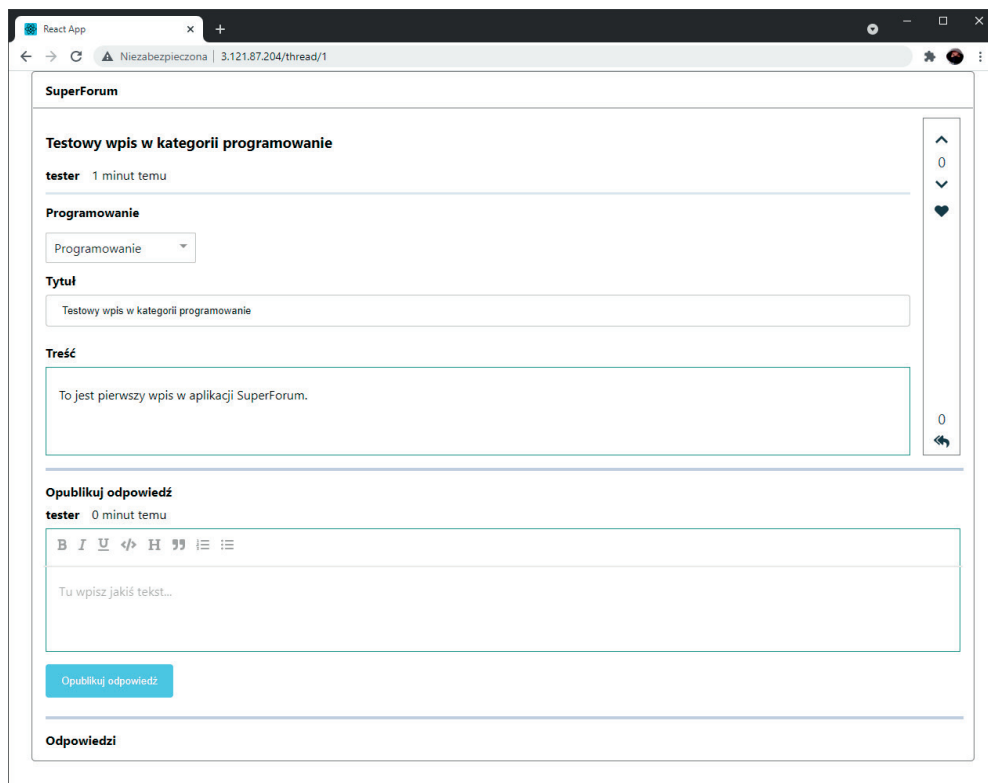 React App
Niezabezpieczona | 3.121.87.204/thread/1
SuperForum
Testowy wpis w kategorii programowanie
0
tester 1 minut temu
Programowanie
Programowanie
Tytuł
Testowy wpis w kategorii programowanie
Treść
To jest pierwszy wpis w aplikacji SuperForum.
0
Opublikuj odpowiedź
tester 0 minut temu
B I U </> H
Tu wpisz jakiś tekst...
Opublikuj odpowiedź
Odpowiedzi